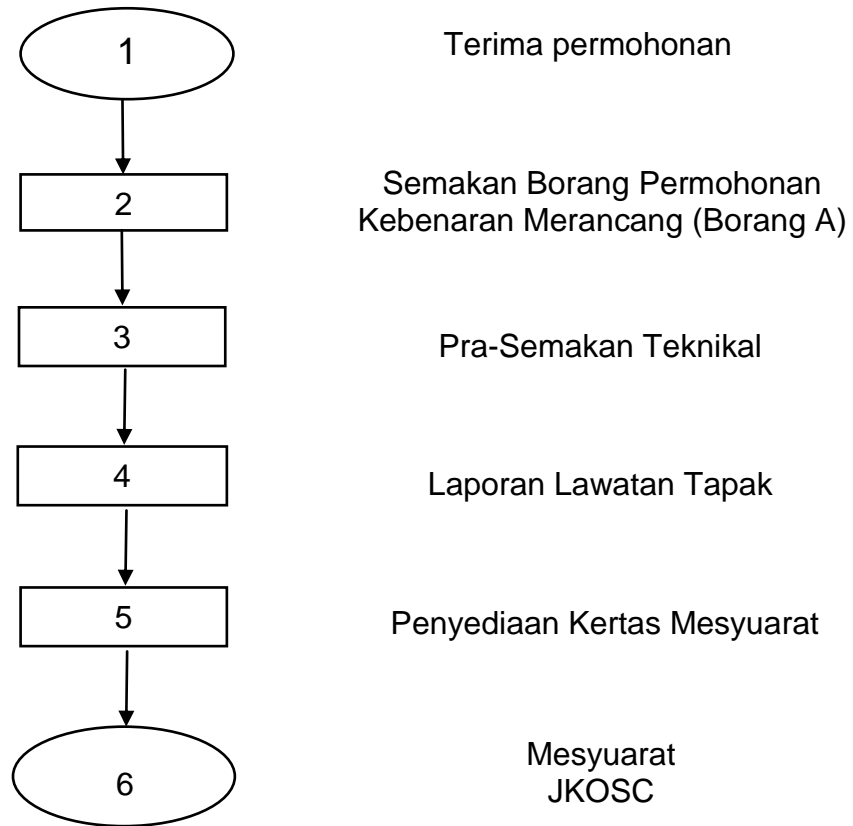 1
Terima permohonan
2
Semakan Borang Permohonan
Kebenaran Merancang (Borang A)
3
Pra-Semakan Teknikal
4
Laporan Lawatan Tapak
5
Penyediaan Kertas Mesyuarat
6
Mesyuarat
JKOSC